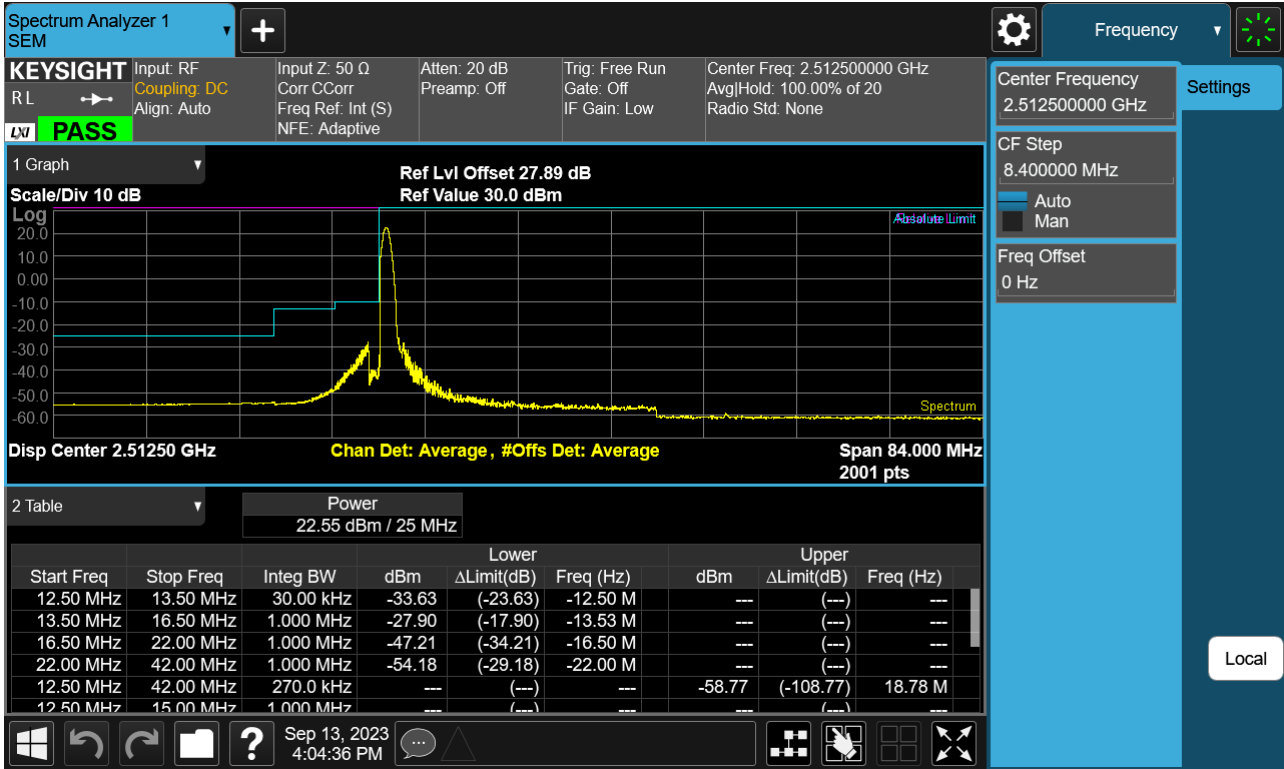 Spectrum Analyzer 1
SEM
Frequency
KEYSIGHT
R L
LXI
PASS
Input: RF
Coupling: DC
Align: Auto
Input Z: 50 Ω
Corr CCorr
Freq Ref: Int (S)
NFE: Adaptive
Atten: 20 dB
Preamp: Off
Trig: Free Run
Gate: Off
IF Gain: Low
Center Freq: 2.512500000 GHz
Avg|Hold: 100.00% of 20
Radio Std: None
Center Frequency
2.512500000 GHz
Settings
CF Step
8.400000 MHz
Auto
Man
Freq Offset
0 Hz
Local
1 Graph
Scale/Div 10 dB
Ref Lvl Offset 27.89 dB
Ref Value 30.0 dBm
Log
20.0
10.0
0.00
-10.0
-20.0
-30.0
-40.0
-50.0
-60.0
Absolute Limit
Spectrum
Disp Center 2.51250 GHz
Chan Det: Average , #Offs Det: Average
Span 84.000 MHz
2001 pts
2 Table
Power
22.55 dBm / 25 MHz
Lower Upper
Start Freq Stop Freq Integ BW dBm ΔLimit(dB) Freq (Hz) dBm ΔLimit(dB) Freq (Hz)
12.50 MHz 13.50 MHz 30.00 kHz -33.63 (-23.63) -12.50 M --- (---) ---
13.50 MHz 16.50 MHz 1.000 MHz -27.90 (-17.90) -13.53 M --- (---) ---
16.50 MHz 22.00 MHz 1.000 MHz -47.21 (-34.21) -16.50 M --- (---) ---
22.00 MHz 42.00 MHz 1.000 MHz -54.18 (-29.18) -22.00 M --- (---) ---
12.50 MHz 42.00 MHz 270.0 kHz --- (---) --- -58.77 (-108.77) 18.78 M
12.50 MHz 15.00 MHz 1.000 MHz --- (---) --- --- (---) ---
?
Sep 13, 2023
4:04:36 PM